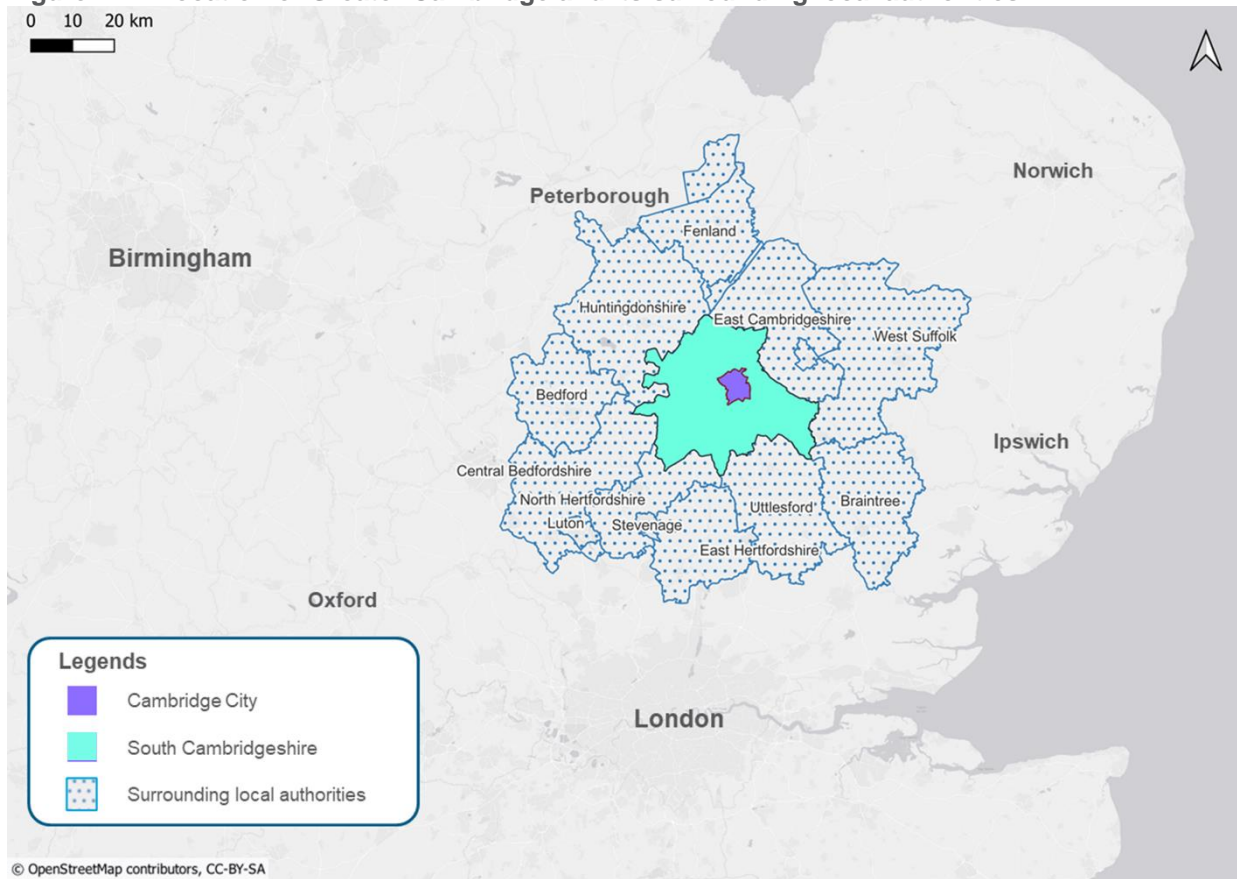 0 10 20 km
Norwich
Peterborough
Fenland
Birmingham
Huntingdonshire
East Cambridgeshire
West Suffolk
Bedford
Ipswich
Central Bedfordshire
North Hertfordshire
Uttlesford
Braintree
Luton
Stevenage
East Hertfordshire
Oxford
London
Legends
Cambridge City
South Cambridgeshire
Surrounding local authorities
© OpenStreetMap contributors, CC-BY-SA